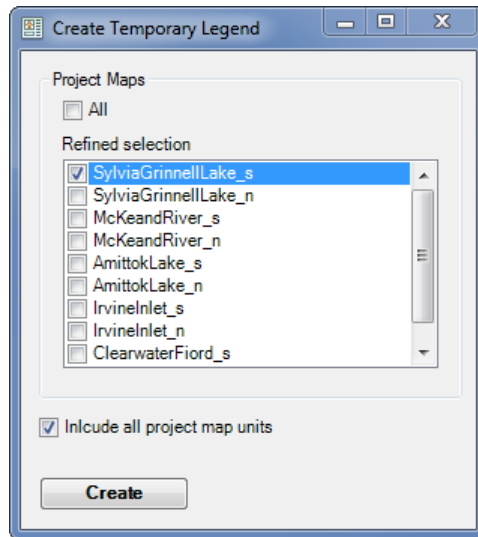 Create Temporary Legend
Project Maps
All
Refined selection
SylviaGrinnellLake_s
SylviaGrinnellLake_n
McKeandRiver_s
McKeandRiver_n
AmittokLake_s
AmittokLake_n
IrvineInlet_s
IrvineInlet_n
ClearwaterFiord_s
Inlcude all project map units
Create